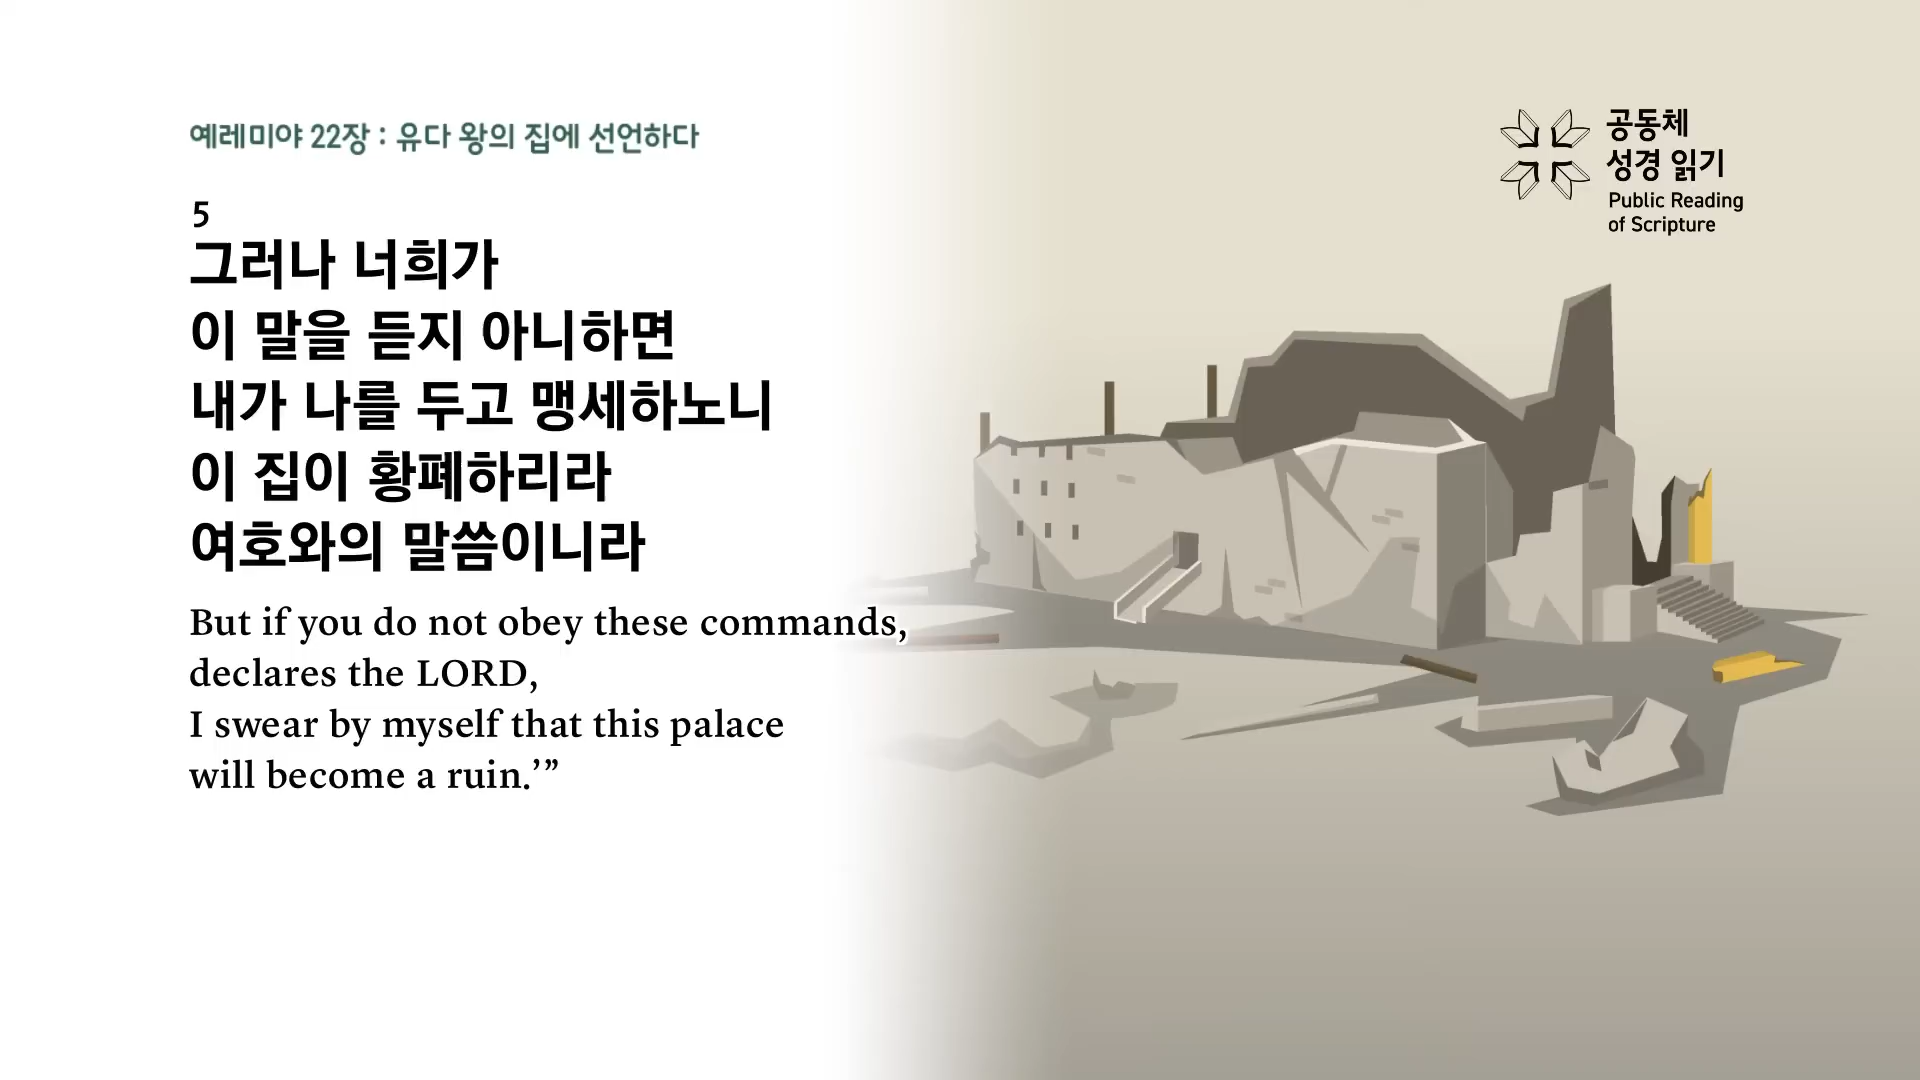 예레미야 22장 : 유다 왕의 집에 선언하다
5
그러나 너희가
이 말을 듣지 아니하면
내가 나를 두고 맹세하노니
이 집이 황폐하리라
여호와의 말씀이니라
But if you do not obey these commands,
declares the LORD,
I swear by myself that this palace
will become a ruin.’”
공동체
성경 읽기
Public Reading
of Scripture